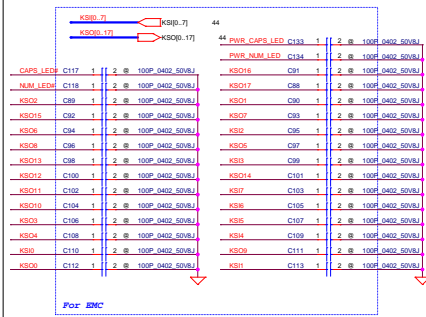 KSI[0..7] KSI[0..7] 44
KSO[0..17] KSO[0..17] 44
PWR_CAPS_LED C133 1 2 @ 100P_0402_50V8J
PWR_NUM_LED C134 1 2 @ 100P_0402_50V8J
CAPS_LED# C117 1 2 @ 100P_0402_50V8J KSO16 C91 1 2 @ 100P_0402_50V8J
NUM_LED# C118 1 2 @ 100P_0402_50V8J KSO17 C88 1 2 @ 100P_0402_50V8J
KSO2 C89 1 2 @ 100P_0402_50V8J KSO1 C90 1 2 @ 100P_0402_50V8J
KSO15 C92 1 2 @ 100P_0402_50V8J KSO7 C93 1 2 @ 100P_0402_50V8J
KSO6 C94 1 2 @ 100P_0402_50V8J KSI2 C95 1 2 @ 100P_0402_50V8J
KSO8 C96 1 2 @ 100P_0402_50V8J KSO5 C97 1 2 @ 100P_0402_50V8J
KSO13 C98 1 2 @ 100P_0402_50V8J KSI3 C99 1 2 @ 100P_0402_50V8J
KSO12 C100 1 2 @ 100P_0402_50V8J KSO14 C101 1 2 @ 100P_0402_50V8J
KSO11 C102 1 2 @ 100P_0402_50V8J KSI7 C103 1 2 @ 100P_0402_50V8J
KSO10 C104 1 2 @ 100P_0402_50V8J KSI6 C105 1 2 @ 100P_0402_50V8J
KSO3 C106 1 2 @ 100P_0402_50V8J KSI5 C107 1 2 @ 100P_0402_50V8J
KSO4 C108 1 2 @ 100P_0402_50V8J KSI4 C109 1 2 @ 100P_0402_50V8J
KSI0 C110 1 2 @ 100P_0402_50V8J KSO9 C111 1 2 @ 100P_0402_50V8J
KSO0 C112 1 2 @ 100P_0402_50V8J KSI1 C113 1 2 @ 100P_0402_50V8J
For EMC